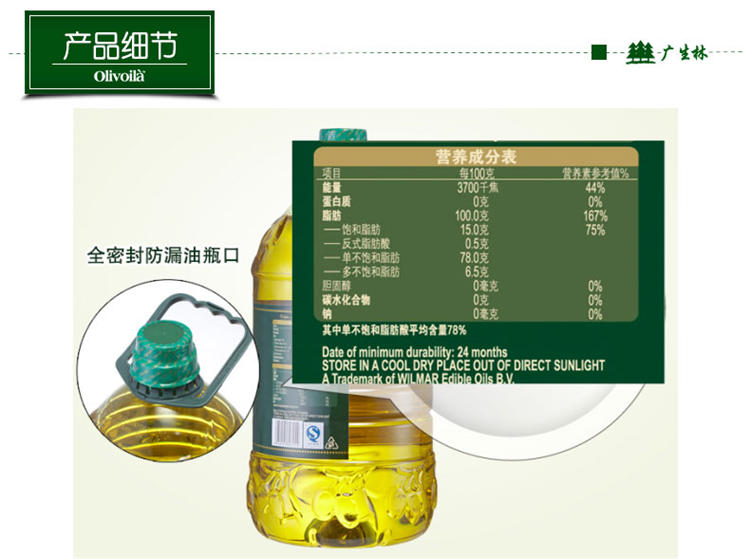 产品细节
Olivoilà
广生林
营养成分表
项目 每100克 营养素参考值%
能量 3700千焦 44%
蛋白质 0克 0%
脂肪 100.0克 167%
——饱和脂肪 15.0克 75%
——反式脂肪酸 0.5克
——单不饱和脂肪 78.0克
——多不饱和脂肪 6.5克
胆固醇 0毫克 0%
碳水化合物 0克 0%
钠 0毫克 0%
其中单不饱和脂肪酸平均含量78%
Date of minimum durability: 24 months
STORE IN A COOL DRY PLACE OUT OF DIRECT SUNLIGHT
A Trademark of WILMAR Edible Oils B.V.
全密封防漏油瓶口